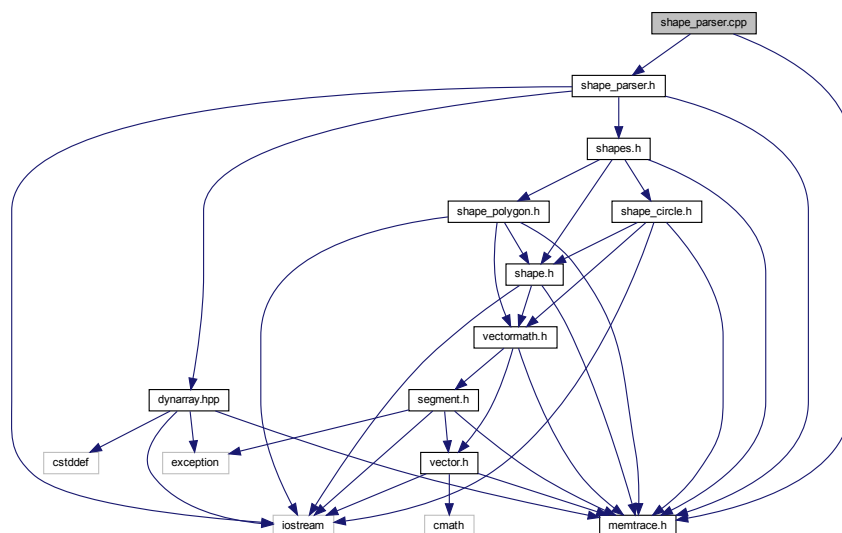 shape_parser.cpp
shape_parser.h
shapes.h
shape_polygon.h
shape_circle.h
shape.h
vectormath.h
dynarray.hpp
segment.h
cstddef
exception
vector.h
iostream
cmath
memtrace.h